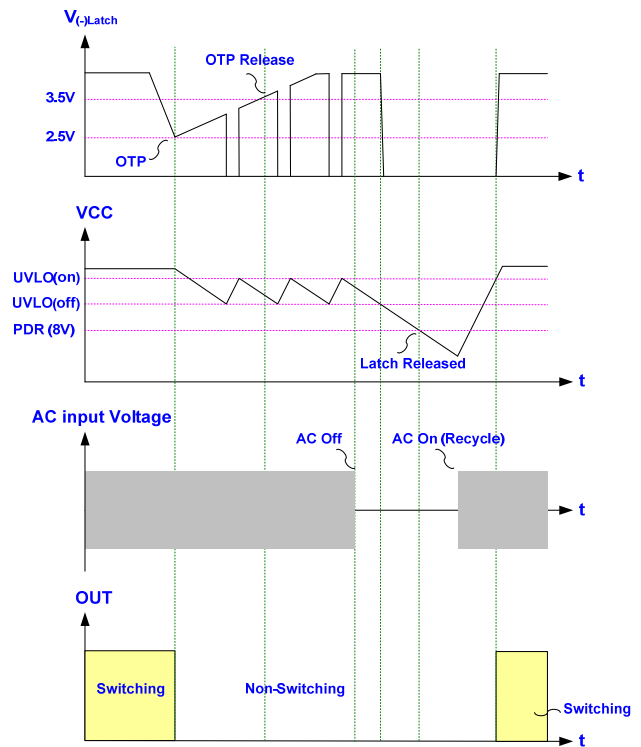 V(-)Latch
OTP Release
3.5V
2.5V
OTP
t
VCC
UVLO(on)
UVLO(off)
PDR (8V)
Latch Released
t
AC input Voltage
AC Off
AC On (Recycle)
t
OUT
Switching
Non-Switching
Switching
t